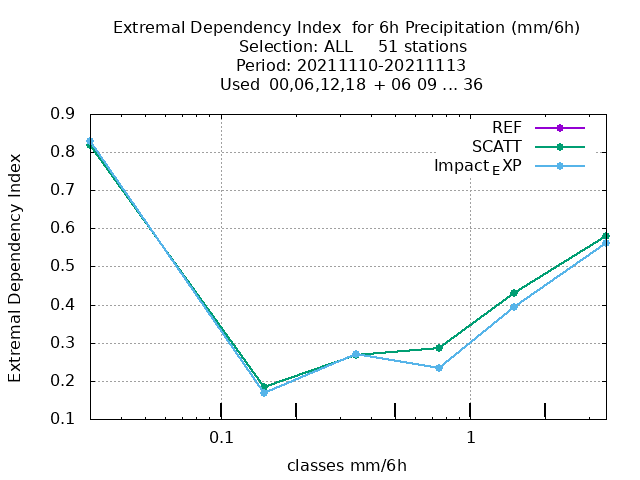 Extremal Dependency Index  for 6h Precipitation (mm/6h)
Selection: ALL     51 stations
Period: 20211110-20211113
Used  00,06,12,18  + 06 09 ... 36
REF
SCATT
Impact_EXP
Extremal Dependency Index
0.9
0.8
0.7
0.6
0.5
0.4
0.3
0.2
0.1
0.1
1
classes mm/6h